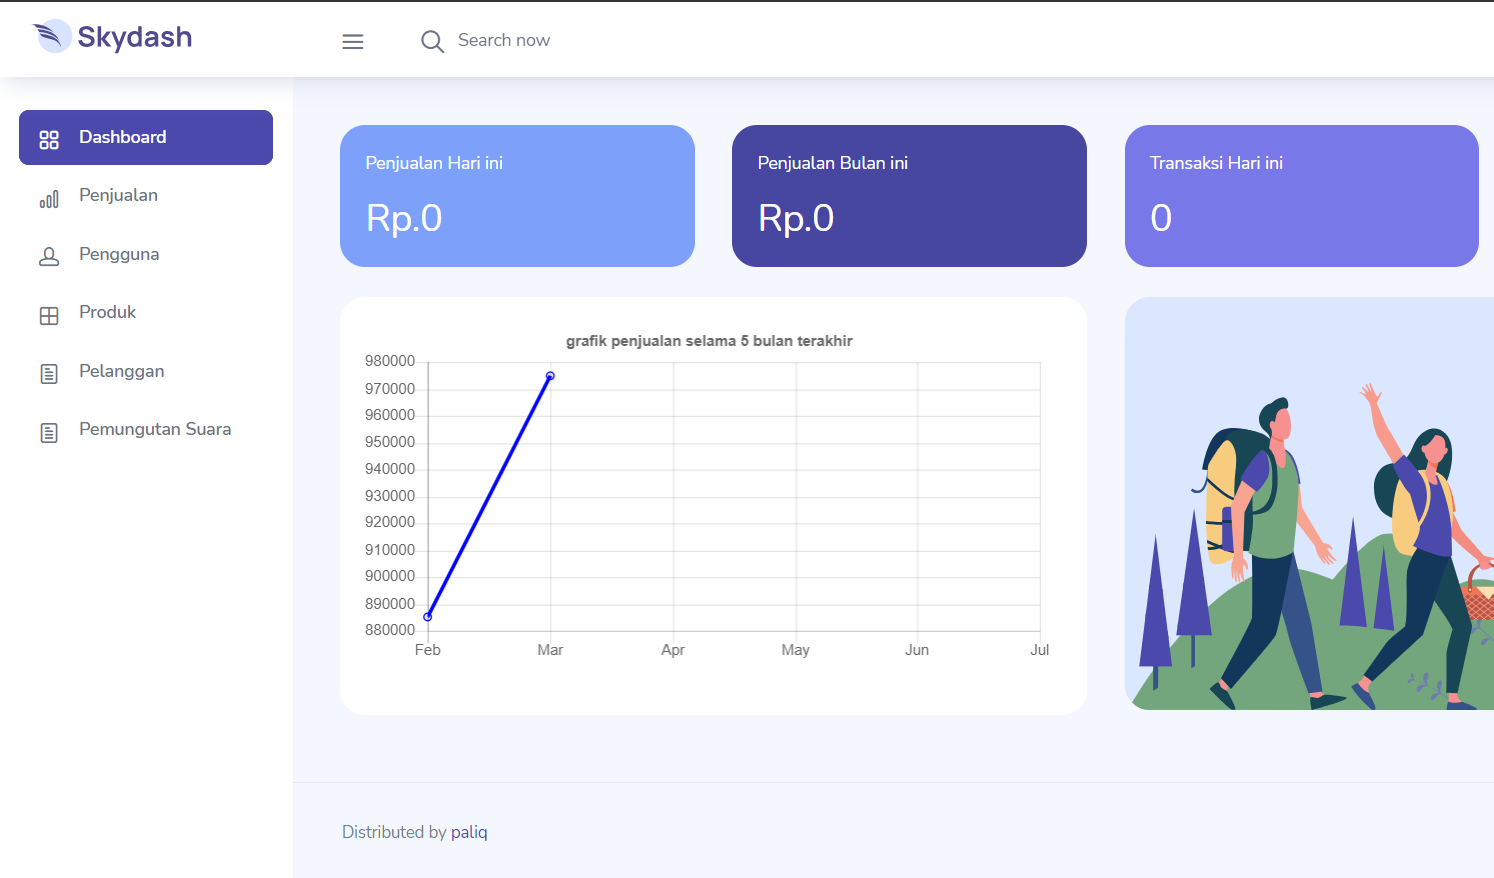 Skydash
Search now
Dashboard
Penjualan
Pengguna
Produk
Pelanggan
Pemungutan Suara
Penjualan Hari ini
Rp.0
Penjualan Bulan ini
Rp.0
Transaksi Hari ini
0
grafik penjualan selama 5 bulan terakhir
980000
970000
960000
950000
940000
930000
920000
910000
900000
890000
880000
Feb Mar Apr May Jun Jul
Distributed by paliq